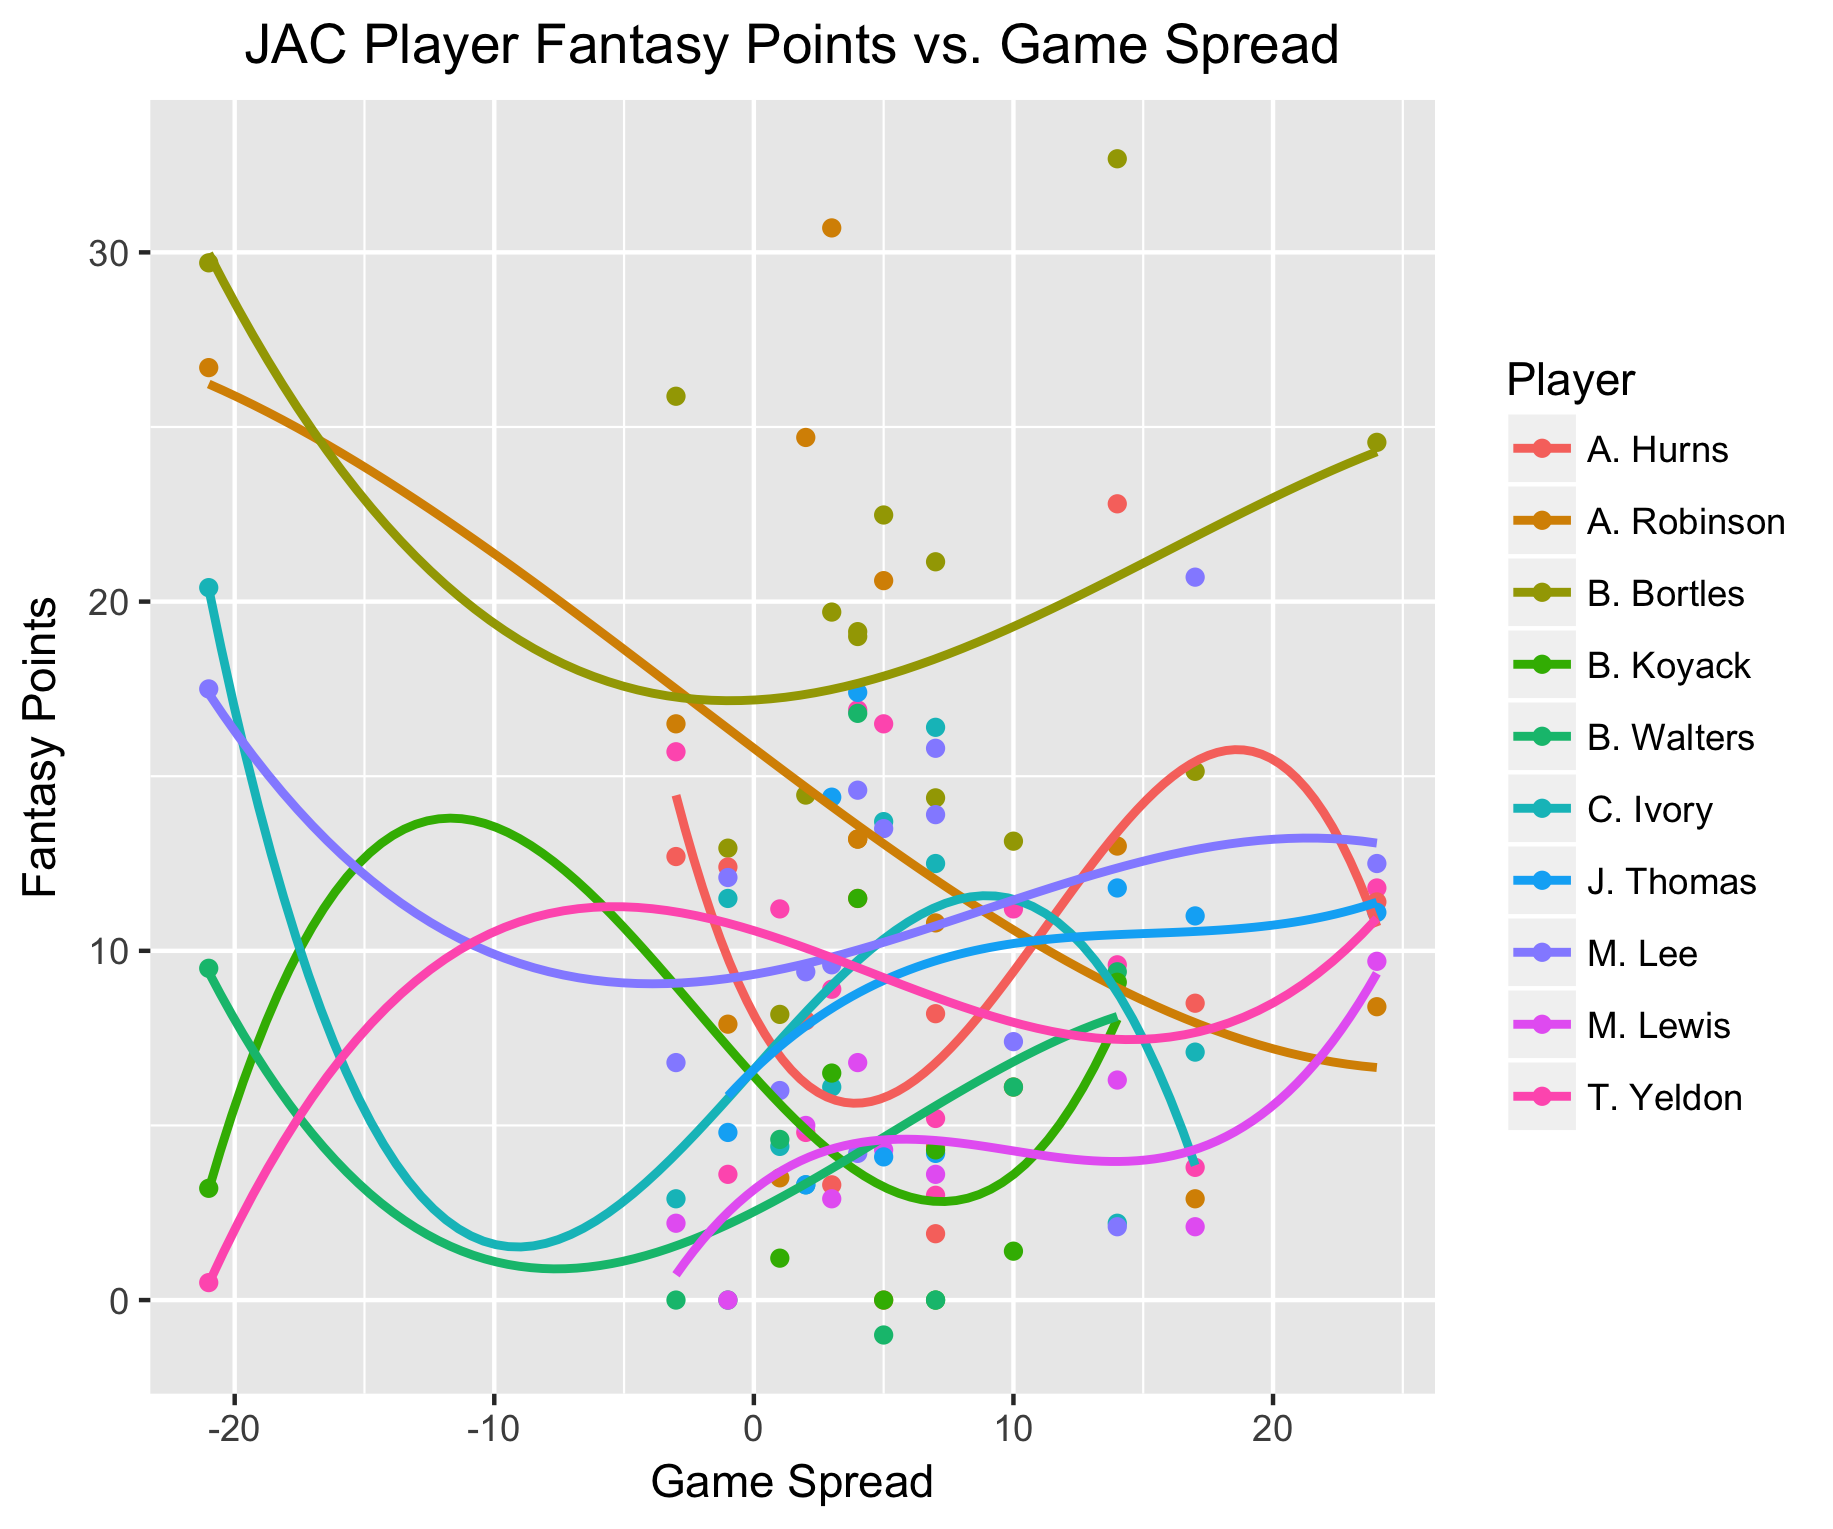 JAC Player Fantasy Points vs. Game Spread
30
20
10
0
Fantasy Points
-20 -10 0 10 20
Game Spread
Player
A. Hurns
A. Robinson
B. Bortles
B. Koyack
B. Walters
C. Ivory
J. Thomas
M. Lee
M. Lewis
T. Yeldon